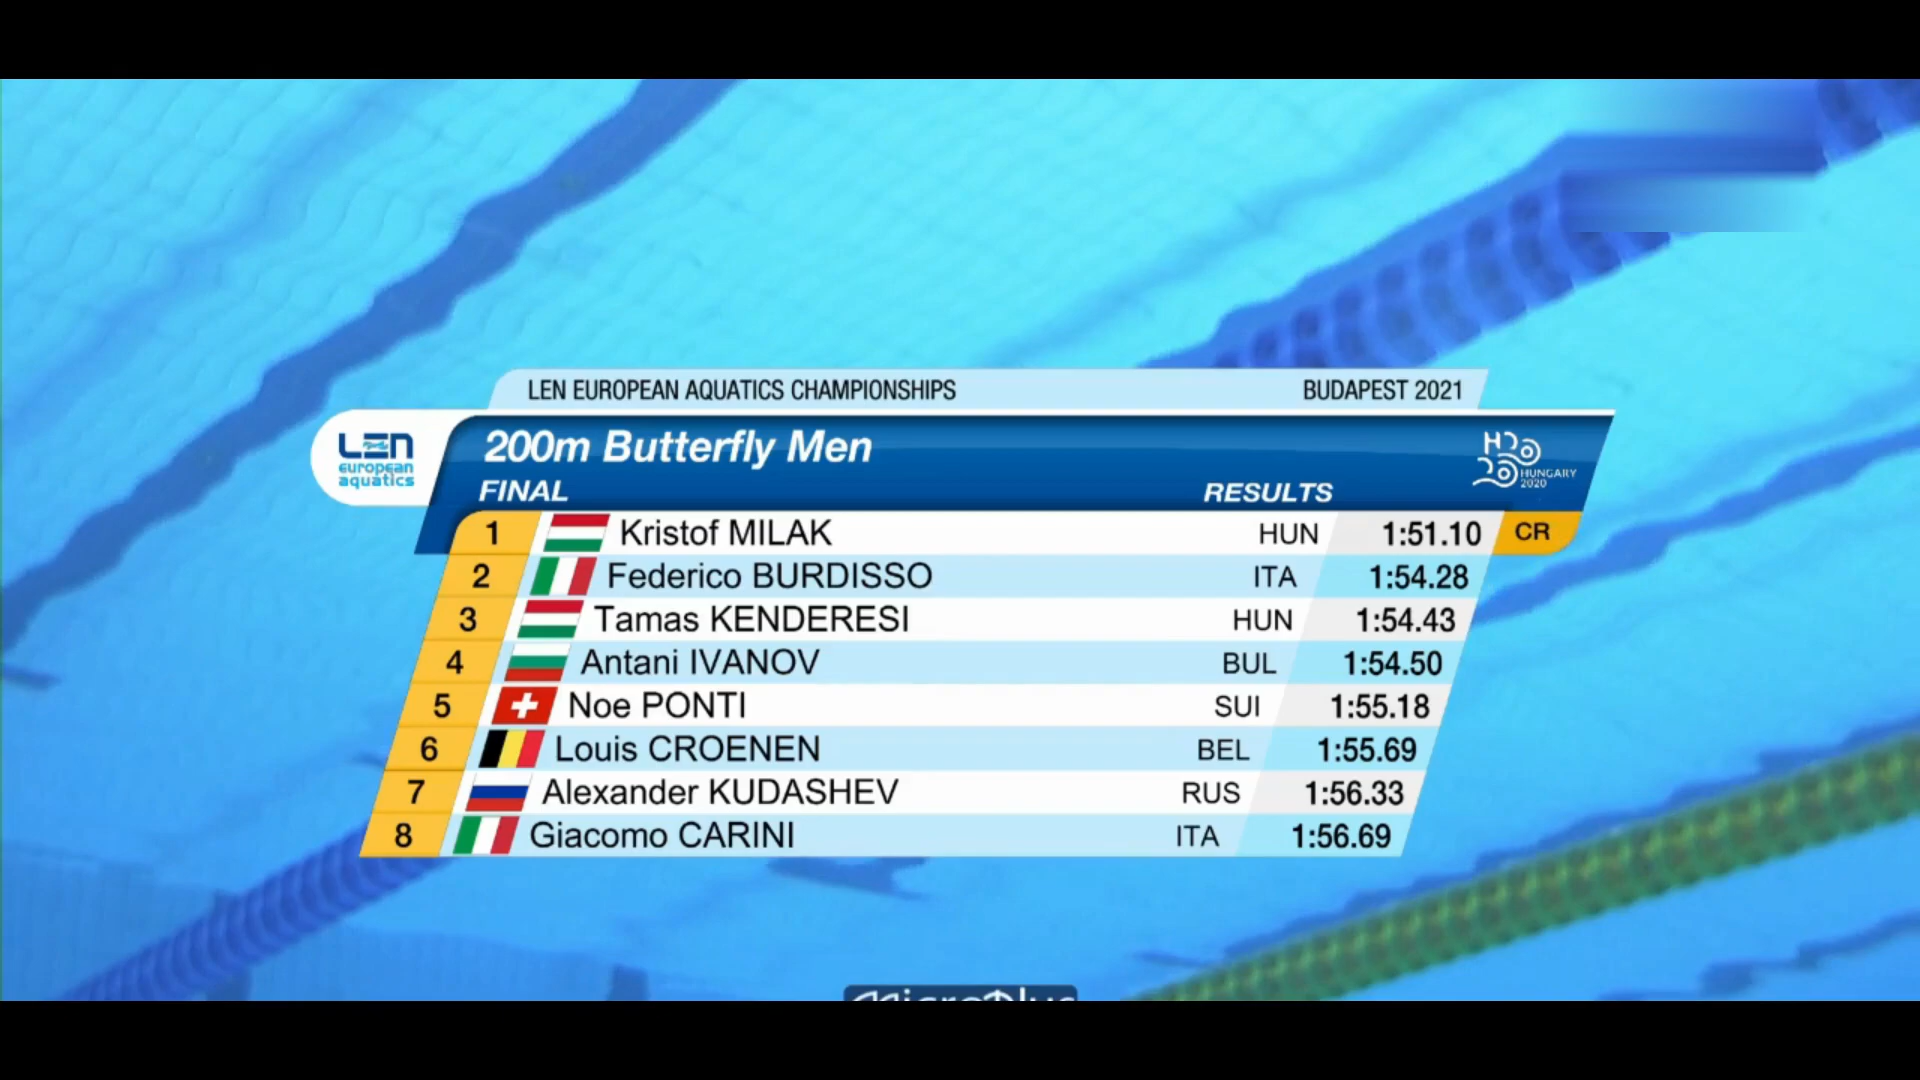 LEN EUROPEAN AQUATICS CHAMPIONSHIPS BUDAPEST 2021
LEN
european
aquatics
200m Butterfly Men
FINAL RESULTS
HUNGARY
2020
1 Kristof MILAK HUN 1:51.10 CR
2 Federico BURDISSO ITA 1:54.28
3 Tamas KENDERESI HUN 1:54.43
4 Antani IVANOV BUL 1:54.50
5 Noe PONTI SUI 1:55.18
6 Louis CROENEN BEL 1:55.69
7 Alexander KUDASHEV RUS 1:56.33
8 Giacomo CARINI ITA 1:56.69
MicroPlus